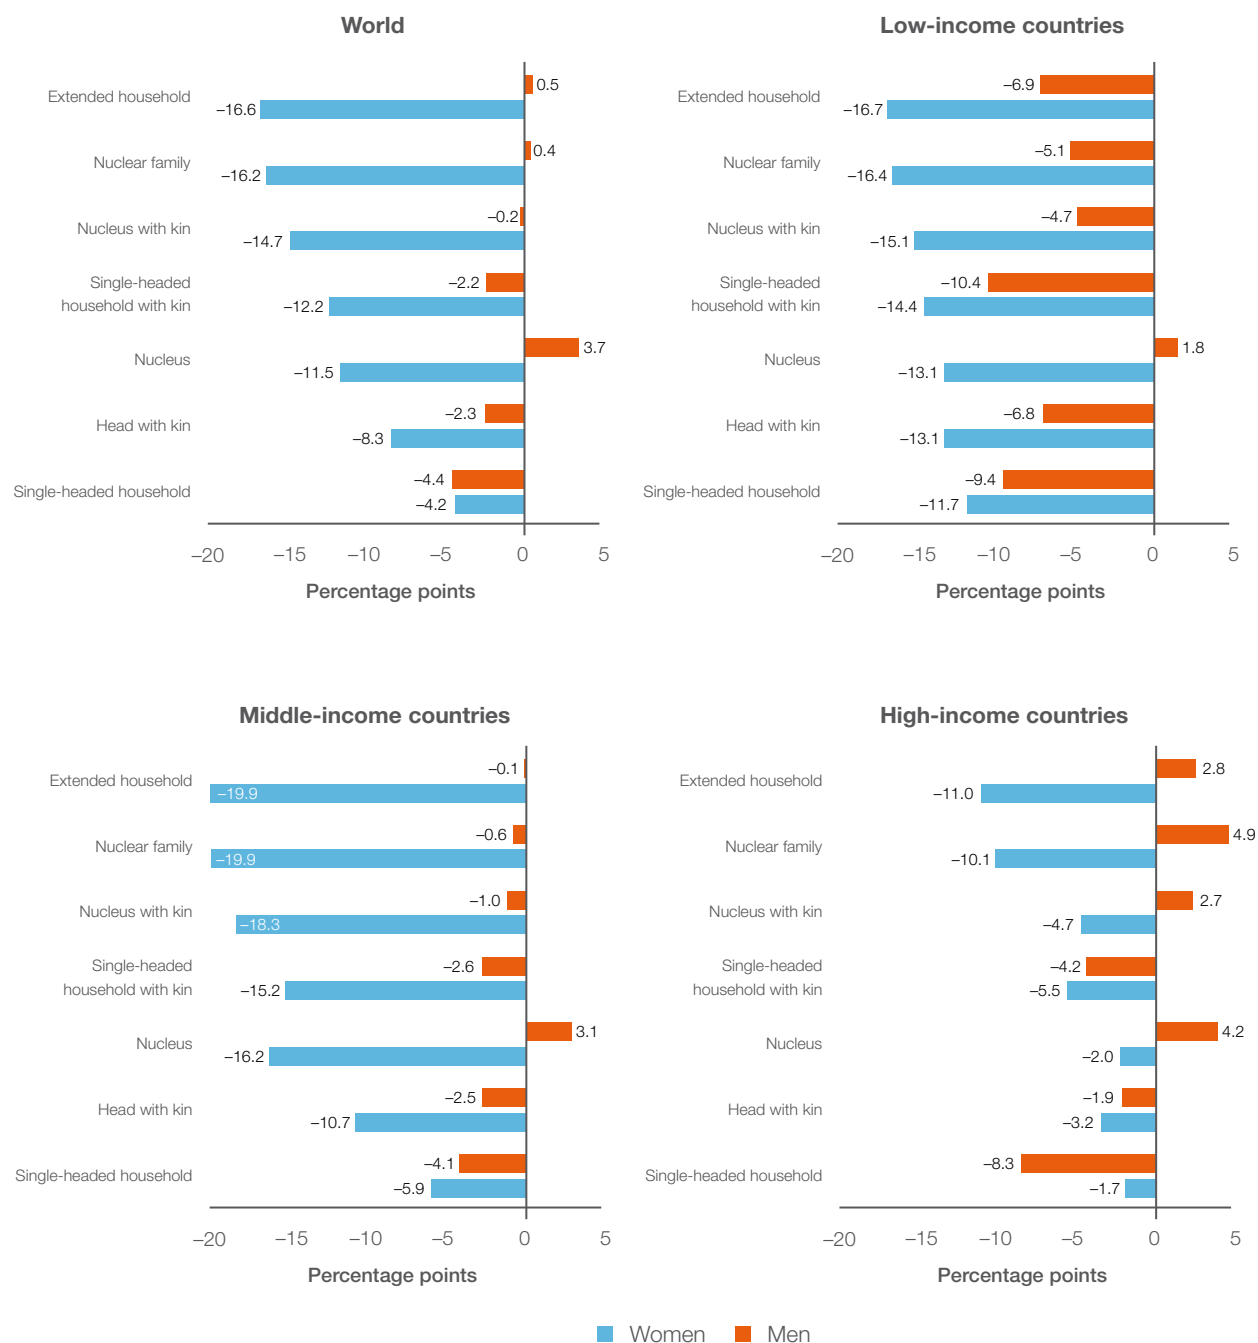 World
Extended household
0.5
−16.6
Nuclear family
0.4
−16.2
Nucleus with kin
−0.2
−14.7
Single-headed
household with kin
−2.2
−12.2
Nucleus
3.7
−11.5
Head with kin
−2.3
−8.3
Single-headed household
−4.4
−4.2
−20 −15 −10 −5 0 5
Percentage points
Low-income countries
Extended household
−6.9
−16.7
Nuclear family
−5.1
−16.4
Nucleus with kin
−4.7
−15.1
Single-headed
household with kin
−10.4
−14.4
Nucleus
1.8
−13.1
Head with kin
−6.8
−13.1
Single-headed household
−9.4
−11.7
−20 −15 −10 −5 0 5
Percentage points
Middle-income countries
Extended household
−0.1
−19.9
Nuclear family
−0.6
−19.9
Nucleus with kin
−1.0
−18.3
Single-headed
household with kin
−2.6
−15.2
Nucleus
3.1
−16.2
Head with kin
−2.5
−10.7
Single-headed household
−4.1
−5.9
−20 −15 −10 −5 0 5
Percentage points
High-income countries
Extended household
2.8
−11.0
Nuclear family
4.9
−10.1
Nucleus with kin
2.7
−4.7
Single-headed
household with kin
−4.2
−5.5
Nucleus
4.2
−2.0
Head with kin
−1.9
−3.2
Single-headed household
−8.3
−1.7
−20 −15 −10 −5 0 5
Percentage points
Women Men